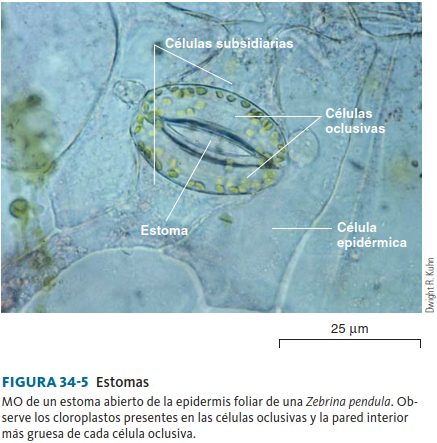 Células subsidiarias
Células
oclusivas
Estoma
Célula
epidérmica
Dwight R. Kuhn
25 µm
FIGURA 34-5 Estomas
MO de un estoma abierto de la epidermis foliar de una Zebrina pendula. Ob-
serve los cloroplastos presentes en las células oclusivas y la pared interior
más gruesa de cada célula oclusiva.